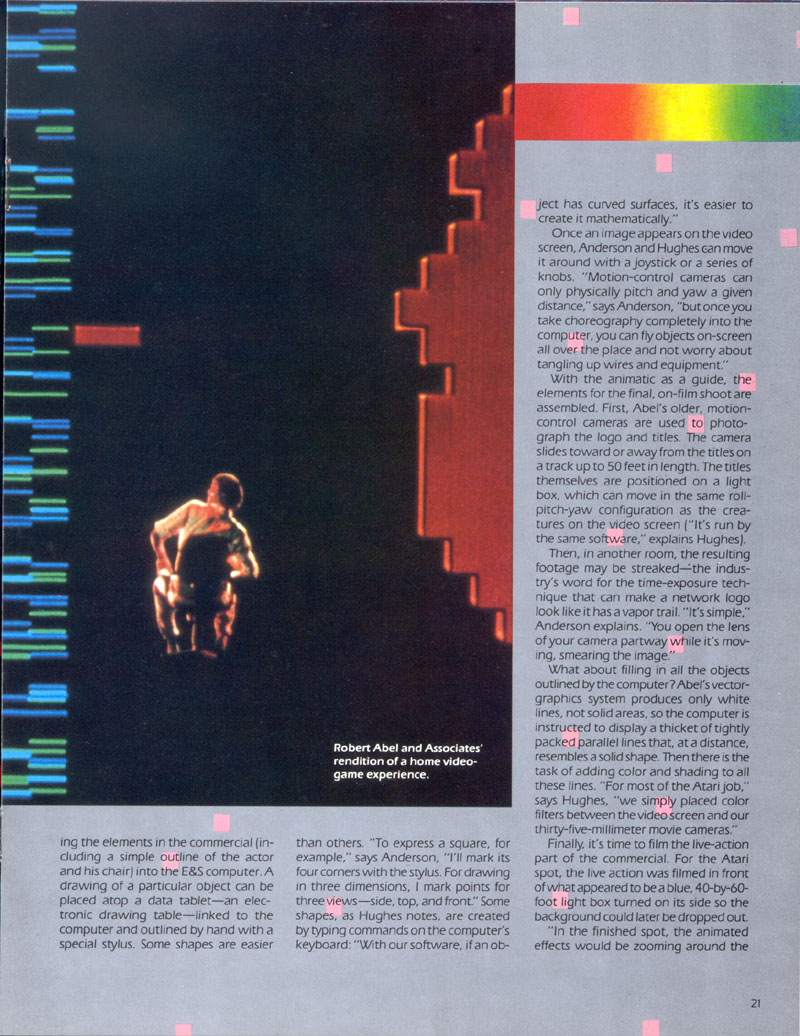 Robert Abel and Associates'
rendition of a home video-
game experience.
ing the elements in the commercial (in-
cluding a simple outline of the actor
and his chair) into the E&S computer. A
drawing of a particular object can be
placed atop a data tablet—an elec-
tronic drawing table—linked to the
computer and outlined by hand with a
special stylus. Some shapes are easier
than others. "To express a square, for
example," says Anderson, "I'll mark its
four corners with the stylus. For drawing
in three dimensions, I mark points for
three views—side, top, and front." Some
shapes, as Hughes notes, are created
by typing commands on the computer's
keyboard: "With our software, if an ob-
ject has curved surfaces, it's easier to
create it mathematically."
Once an image appears on the video
screen, Anderson and Hughes can move
it around with a joystick or a series of
knobs. "Motion-control cameras can
only physically pitch and yaw a given
distance," says Anderson, "but once you
take choreography completely into the
computer, you can fly objects on-screen
all over the place and not worry about
tangling up wires and equipment."
With the animatic as a guide, the
elements for the final, on-film shoot are
assembled. First, Abel's older, motion-
control cameras are used to photo-
graph the logo and titles. The camera
slides toward or away from the titles on
a track up to 50 feet in length. The titles
themselves are positioned on a light
box, which can move in the same roll-
pitch-yaw configuration as the crea-
tures on the video screen ("It's run by
the same software," explains Hughes).
Then, in another room, the resulting
footage may be streaked—the indus-
try's word for the time-exposure tech-
nique that can make a network logo
look like it has a vapor trail. "It's simple,"
Anderson explains. "You open the lens
of your camera partway while it's mov-
ing, smearing the image."
What about filling in all the objects
outlined by the computer? Abel's vector-
graphics system produces only white
lines, not solid areas, so the computer is
instructed to display a thicket of tightly
packed parallel lines that, at a distance,
resembles a solid shape. Then there is the
task of adding color and shading to all
these lines. "For most of the Atari job,"
says Hughes, "we simply placed color
filters between the video screen and our
thirty-five-millimeter movie cameras."
Finally, it's time to film the live-action
part of the commercial. For the Atari
spot, the live action was filmed in front
of what appeared to be a blue, 40-by-60-
foot light box turned on its side so the
background could later be dropped out.
"In the finished spot, the animated
effects would be zooming around the
21